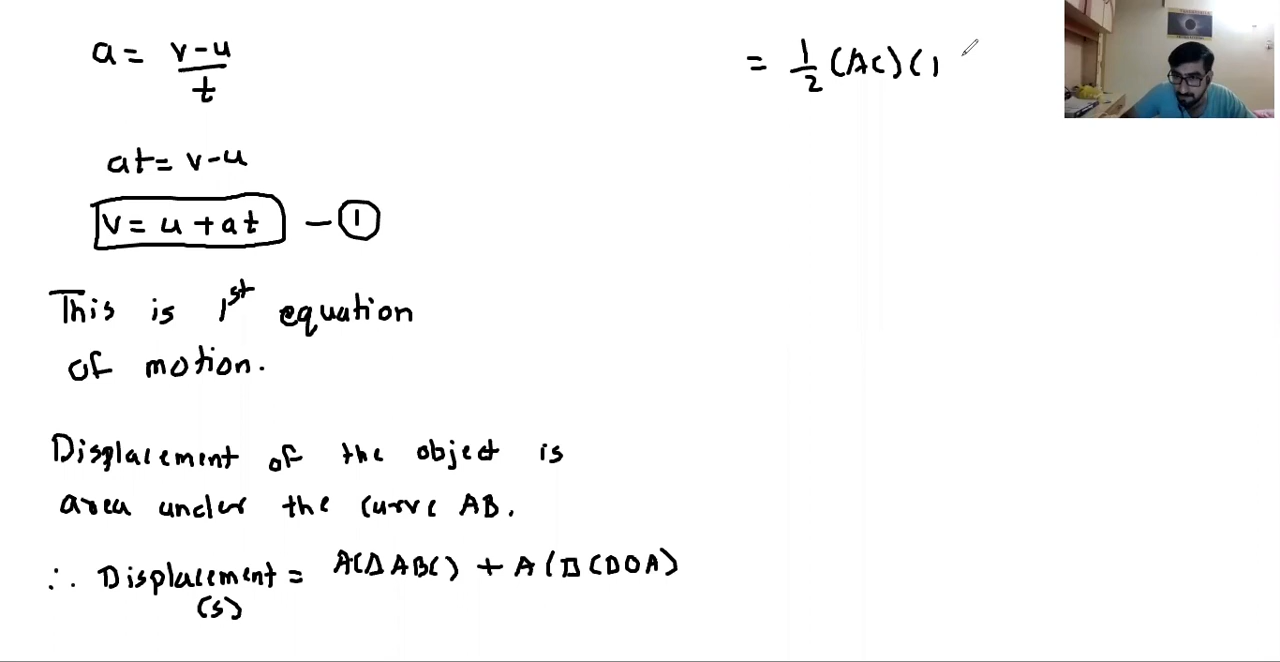 a = v-u
t
at = v-u
v = u + at — ①
This is 1st equation
of motion.
Displacement of the object is
area under the curve AB.
∴ Displacement = A(△ABC) + A(□CDOA)
(s)
= 1/2 (AC)(